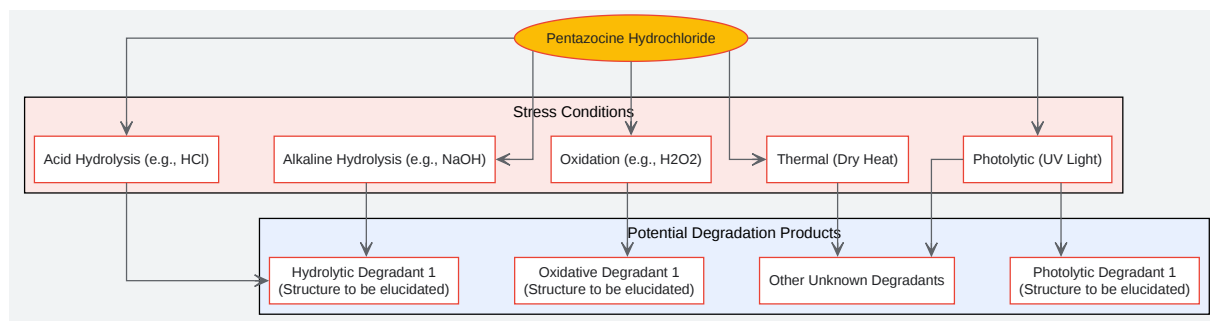 Pentazocine Hydrochloride
Stress Conditions
Acid Hydrolysis (e.g., HCl)
Alkaline Hydrolysis (e.g., NaOH)
Oxidation (e.g., H2O2)
Thermal (Dry Heat)
Photolytic (UV Light)
Potential Degradation Products
Hydrolytic Degradant 1
(Structure to be elucidated)
Oxidative Degradant 1
(Structure to be elucidated)
Other Unknown Degradants
Photolytic Degradant 1
(Structure to be elucidated)